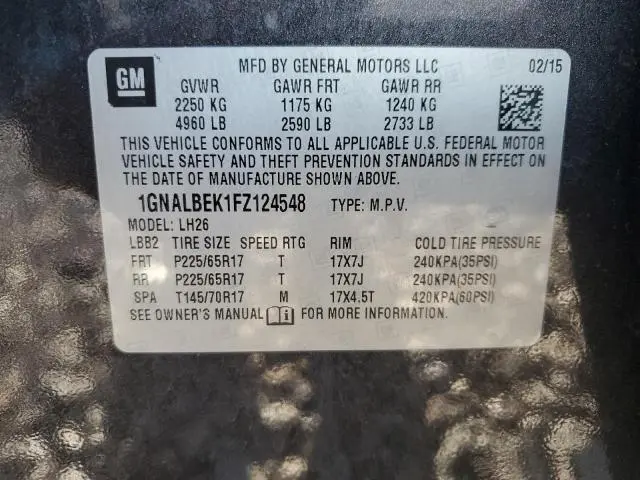 GM
MFD BY GENERAL MOTORS LLC 02/15
GVWR GAWR FRT GAWR RR
2250 KG 1175 KG 1240 KG
4960 LB 2590 LB 2733 LB
THIS VEHICLE CONFORMS TO ALL APPLICABLE U.S. FEDERAL MOTOR
VEHICLE SAFETY AND THEFT PREVENTION STANDARDS IN EFFECT ON THE
DATE OF MANUFACTURE SHOWN ABOVE.
1GNALBEK1FZ124548 TYPE: M.P.V.
MODEL: LH26
LBB2 TIRE SIZE SPEED RTG RIM COLD TIRE PRESSURE
FRT P225/65R17 T 17X7J 240KPA(35PSI)
RR P225/65R17 T 17X7J 240KPA(35PSI)
SPA T145/70R17 M 17X4.5T 420KPA(60PSI)
SEE OWNER'S MANUAL i FOR MORE INFORMATION.